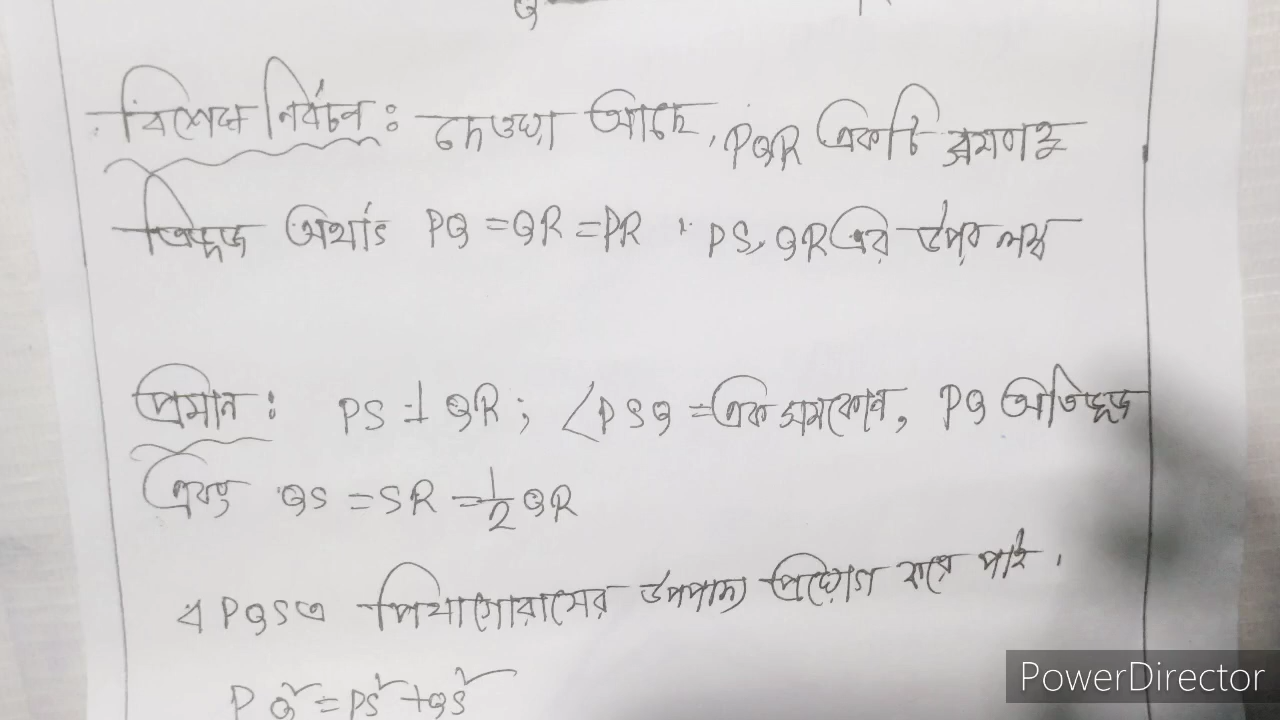 বিশেষ নির্বচন: দেওয়া আছে, PQR একটি সমবাহু
ত্রিভুজ অর্থাৎ PQ = QR = PR . PS, QR এর উপর লম্ব
প্রমান: PS ⊥ QR; ∠PSQ = এক সমকোন, PQ অতিভুজ
এবং QS = SR = 1/2 QR
PQS এ পিথাগোরাসের উপপাদ্য প্রয়োগ করে পাই,
PQ² = PS² + QS²
PowerDirector